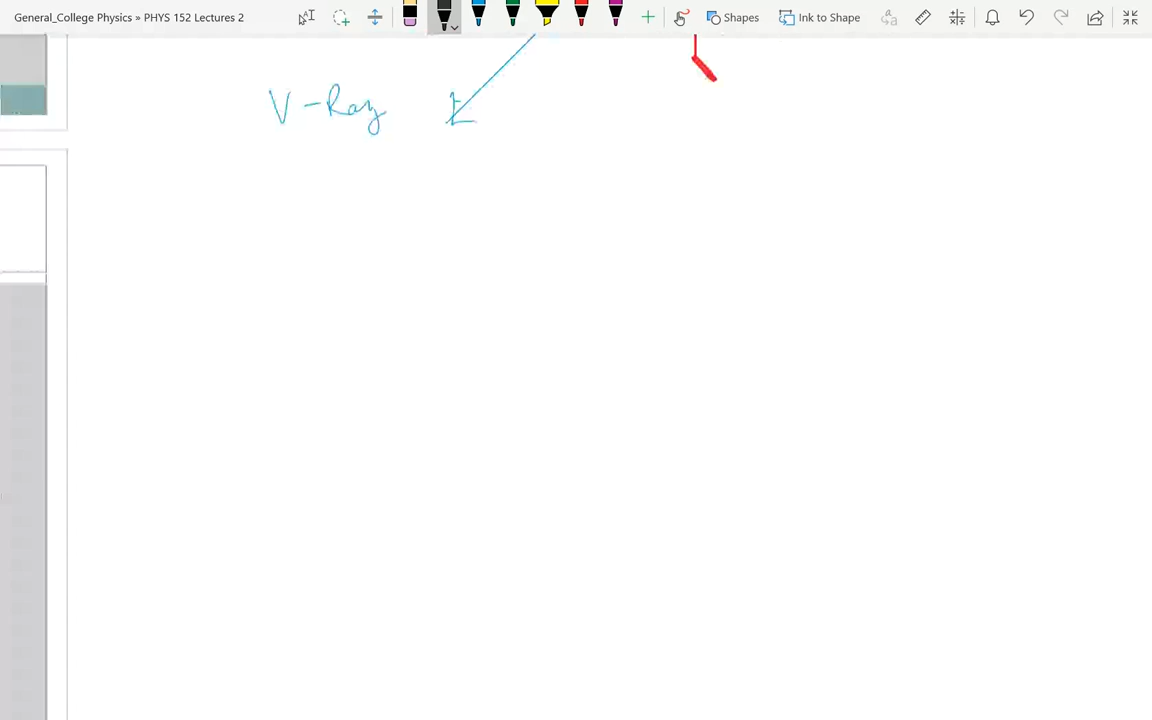 General_College Physics » PHYS 152 Lectures 2
Shapes
Ink to Shape
V-Ray